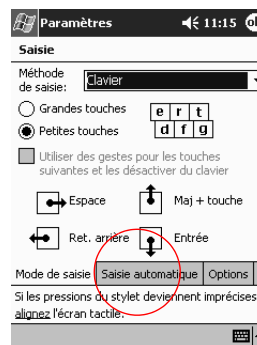 Paramètres 11:15
Saisie
Méthode
de saisie: Clavier
Grandes touches
Petites touches
e r t
d f g
Utiliser des gestes pour les touches
suivantes et les désactiver du clavier
Espace Maj + touche
Ret. arrière Entrée
Mode de saisie Saisie automatique Options
Si les pressions du stylet deviennent imprécises
alignez l'écran tactile.